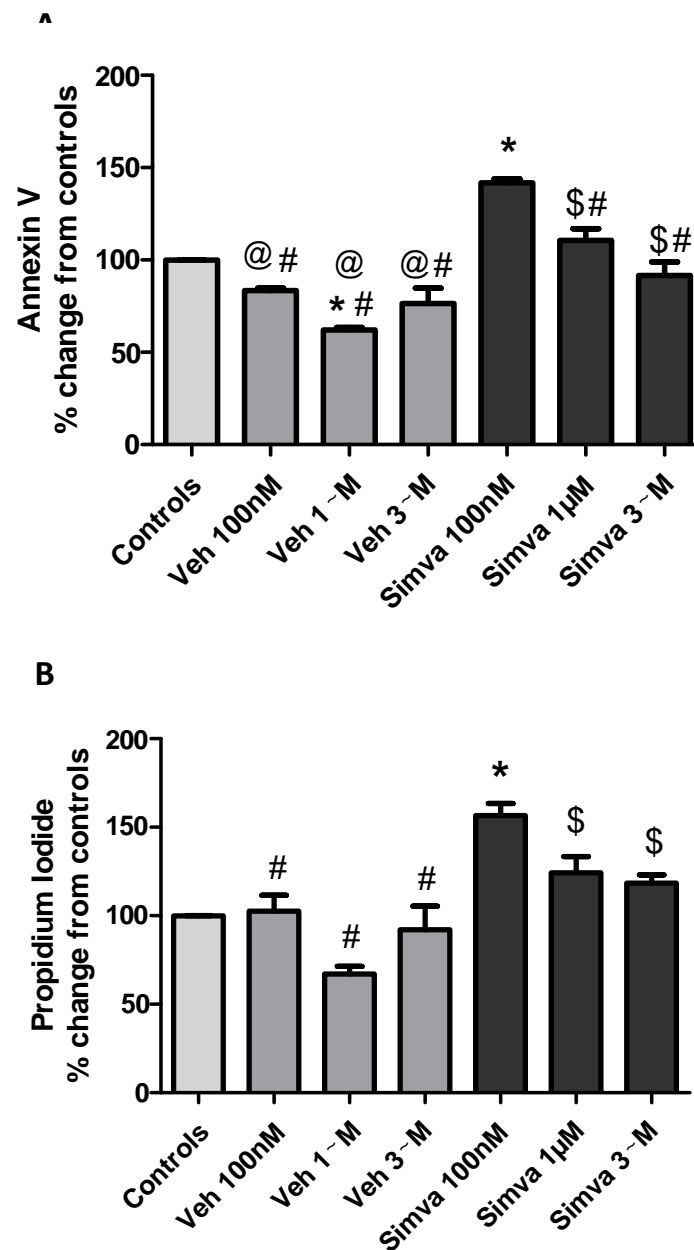 A
Annexin V
% change from controls
200
150
100
50
0
@ #
@
* #
@ #
*
$ #
$ #
Controls
Veh 100nM
Veh 1~M
Veh 3~M
Simva 100nM
Simva 1µM
Simva 3~M
B
Propidium Iodide
% change from controls
200
150
100
50
0
#
#
#
*
$
$
Controls
Veh 100nM
Veh 1~M
Veh 3~M
Simva 100nM
Simva 1µM
Simva 3~M